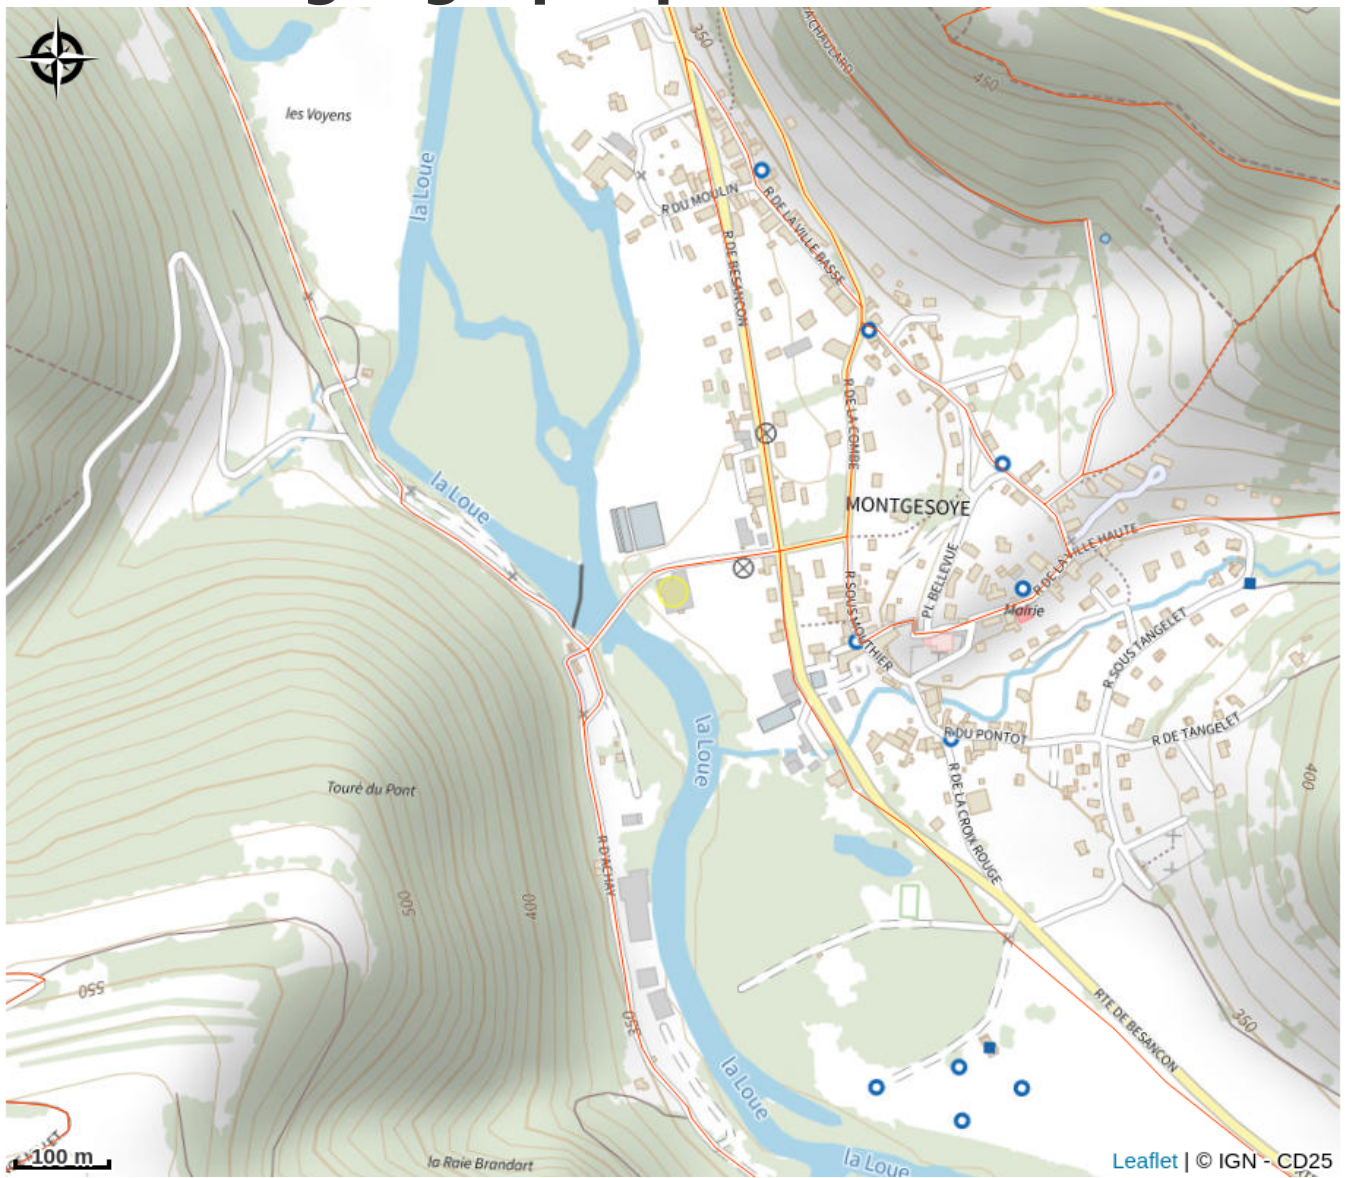 350
A CHAULARD
450
les Voyens
la Loue
R DU MOULIN
R DE LA VILLE BASSE
R DE BESANCON
R DE LA COMBE
la Loue
MONTGESOYE
R DE LA VILLE HAUTE
PL BELLEVUE
R SOUS MOUTHIER
Mairie
R SOUS TANGELET
la Loue
R DU PONTOT
R DE TANGELET
400
Touré du Pont
R DE LA CROIX ROUGE
R D'ACHAY
500
400
550
350
RTE DE BESANCON
350
la Loue
100 m
la Raie Brandart
la Loue
Leaflet | © IGN - CD25